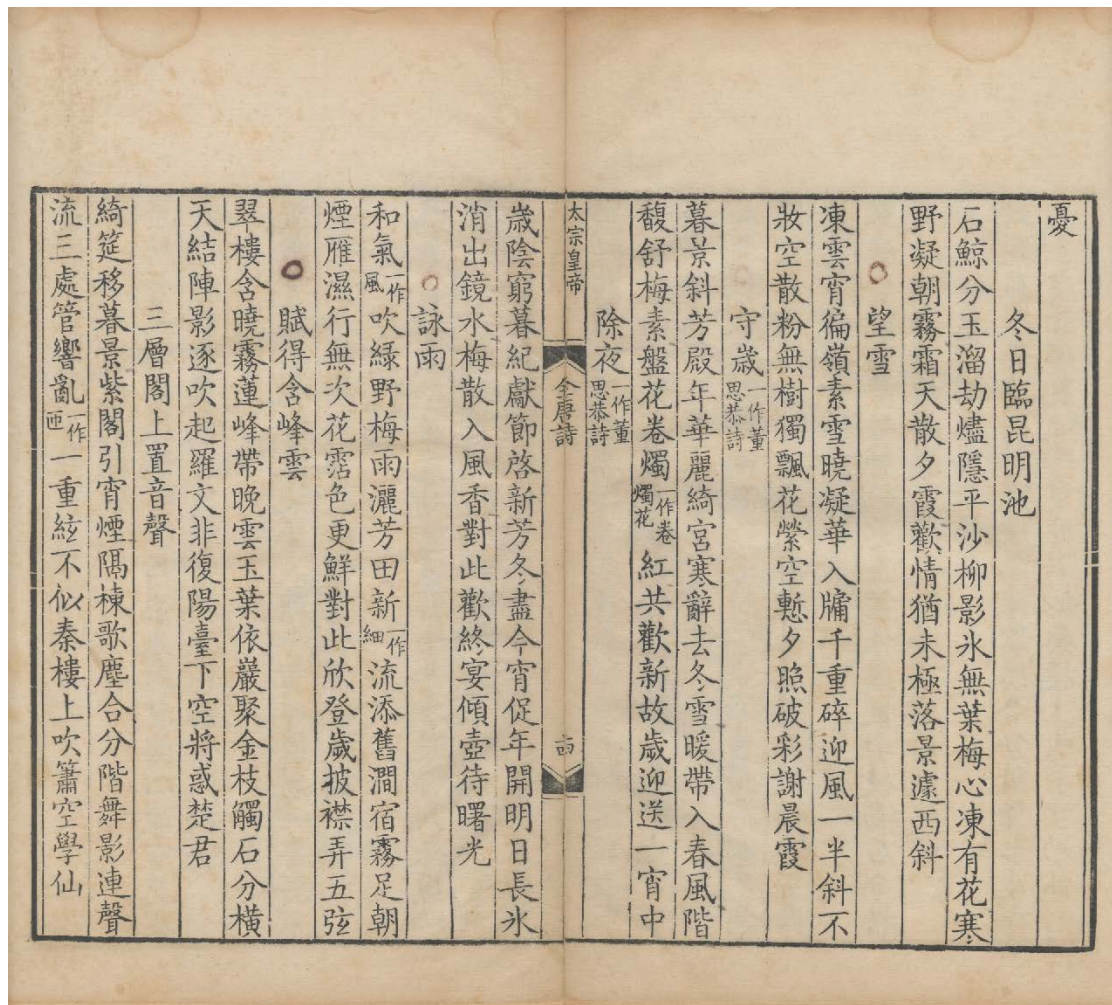 憂
冬日臨昆明池
石鯨分玉溜劫燼隱平沙柳影氷無葉梅心凍有花寒
野凝朝霧霜天散夕霞歡情猶未極落景遽西斜
望雪
凍雲宵徧嶺素雪曉凝華入牖千重碎迎風一半斜不
妝空散粉無樹獨飄花縈空慙夕照破彩謝晨霞
守歲一作董思恭詩
暮景斜芳殿年華麗綺宮寒辭去冬雪暖帶入春風階
馥舒梅素盤花卷燭一作卷燭花紅共歡新故歲迎送一宵中
除夜一作董思恭詩
太宗皇帝
全唐詩
十四
歲陰窮暮紀獻節啓新芳冬盡今宵促年開明日長氷
消出鏡水梅散入風香對此歡終宴傾壺待曙光
詠雨
和氣一作風吹綠野梅雨灑芳田新一作細流添舊澗宿霧足朝
煙雁濕行無次花霑色更鮮對此欣登歲披襟弄五弦
賦得含峰雲
翠樓含曉霧蓮峰帶晚雲玉葉依巖聚金枝觸石分橫
天結陣影逐吹起羅文非復陽臺下空將惑楚君
三層閣上置音聲
綺筵移暮景紫閣引宵煙隔棟歌塵合分階舞影連聲
流三處管響亂一作匝一重絃不似秦樓上吹簫空學仙